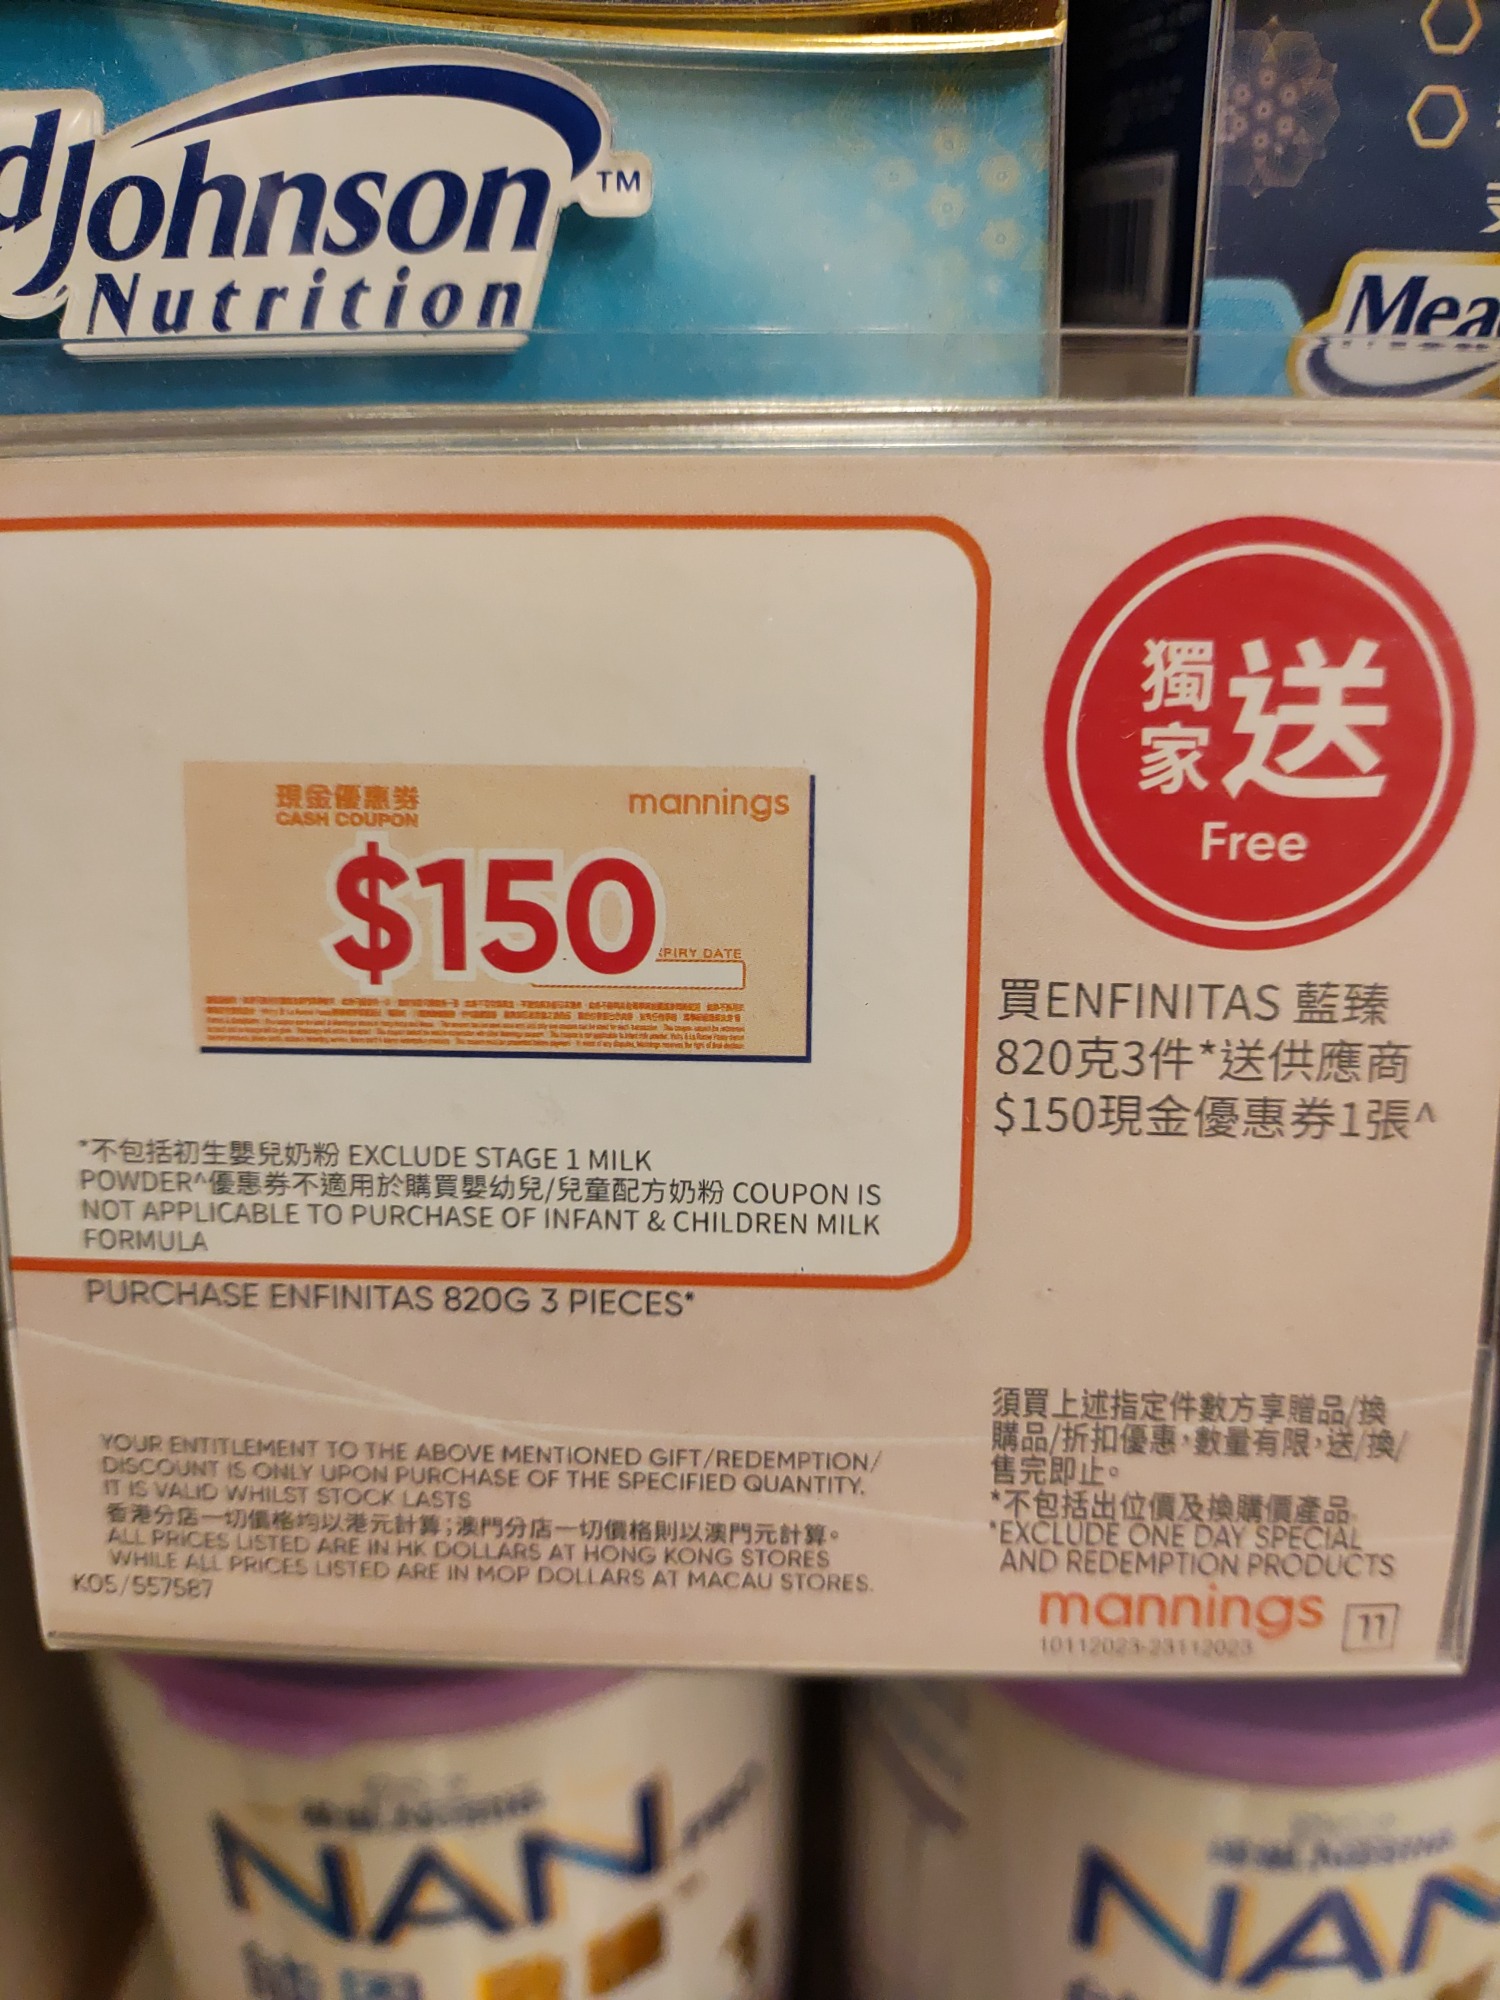 Johnson
TM
Nutrition
Mea
獨家送
Free
現金優惠券
mannings
CASH COUPON
$150
PIRY DATE
買ENFINITAS 藍臻
820克3件*送供應商
$150現金優惠券1張^
*不包括初生嬰兒奶粉 EXCLUDE STAGE 1 MILK
POWDER^優惠券不適用於購買嬰幼兒/兒童配方奶粉 COUPON IS
NOT APPLICABLE TO PURCHASE OF INFANT & CHILDREN MILK
FORMULA
PURCHASE ENFINITAS 820G 3 PIECES*
YOUR ENTITLEMENT TO THE ABOVE MENTIONED GIFT/REDEMPTION/
DISCOUNT IS ONLY UPON PURCHASE OF THE SPECIFIED QUANTITY.
IT IS VALID WHILST STOCK LASTS
香港分店一切價格均以港元計算;澳門分店一切價格則以澳門元計算。
ALL PRICES LISTED ARE IN HK DOLLARS AT HONG KONG STORES
WHILE ALL PRICES LISTED ARE IN MOP DOLLARS AT MACAU STORES.
K05/557587
須買上述指定件數方享贈品/換
購品/折扣優惠,數量有限,送/換/
售完即止。
*不包括出位價及換購價產品
*EXCLUDE ONE DAY SPECIAL
AND REDEMPTION PRODUCTS
mannings 11
10112023-23112023
NAN
NAN